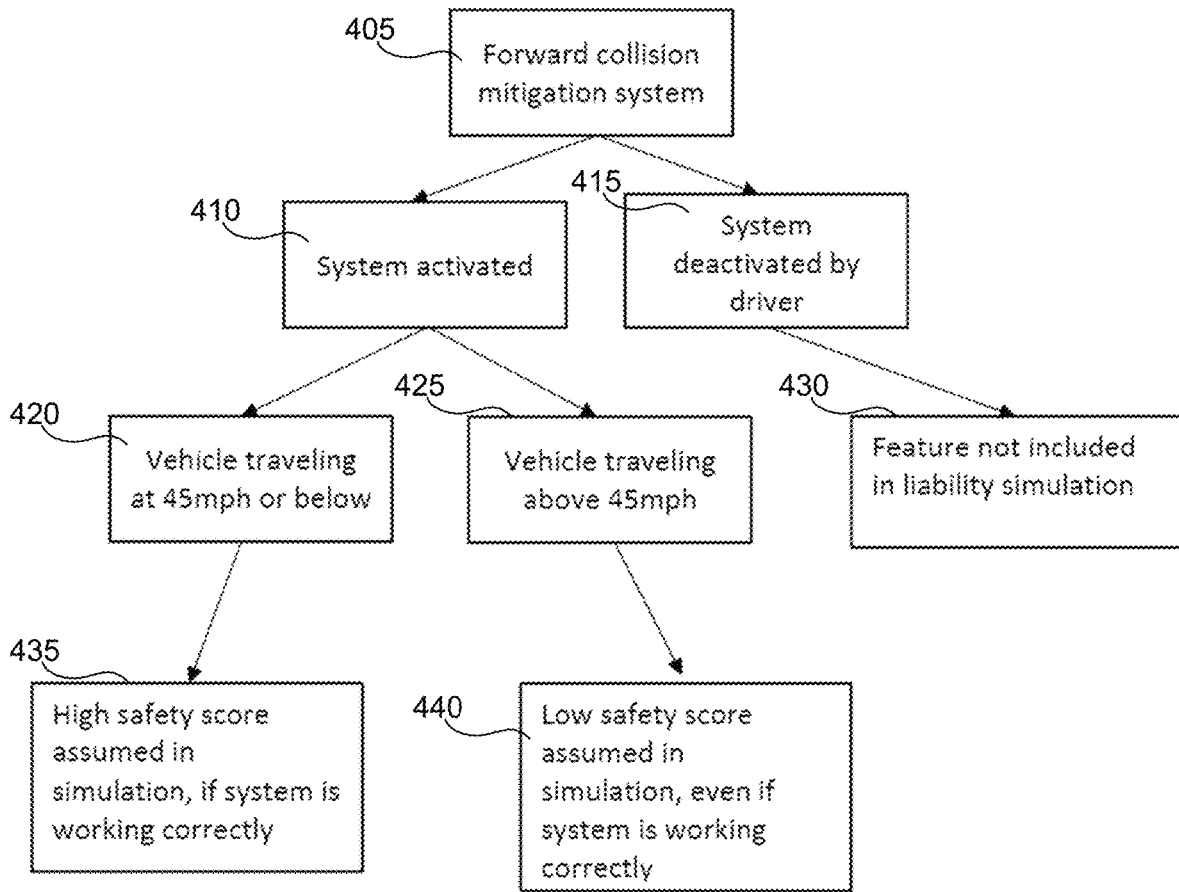 405
Forward collision
mitigation system
410
System activated
415
System
deactivated by
driver
420
Vehicle traveling
at 45mph or below
425
Vehicle traveling
above 45mph
430
Feature not included
in liability simulation
435
High safety score
assumed in
simulation, if system is
working correctly
440
Low safety score
assumed in
simulation, even if
system is working
correctly